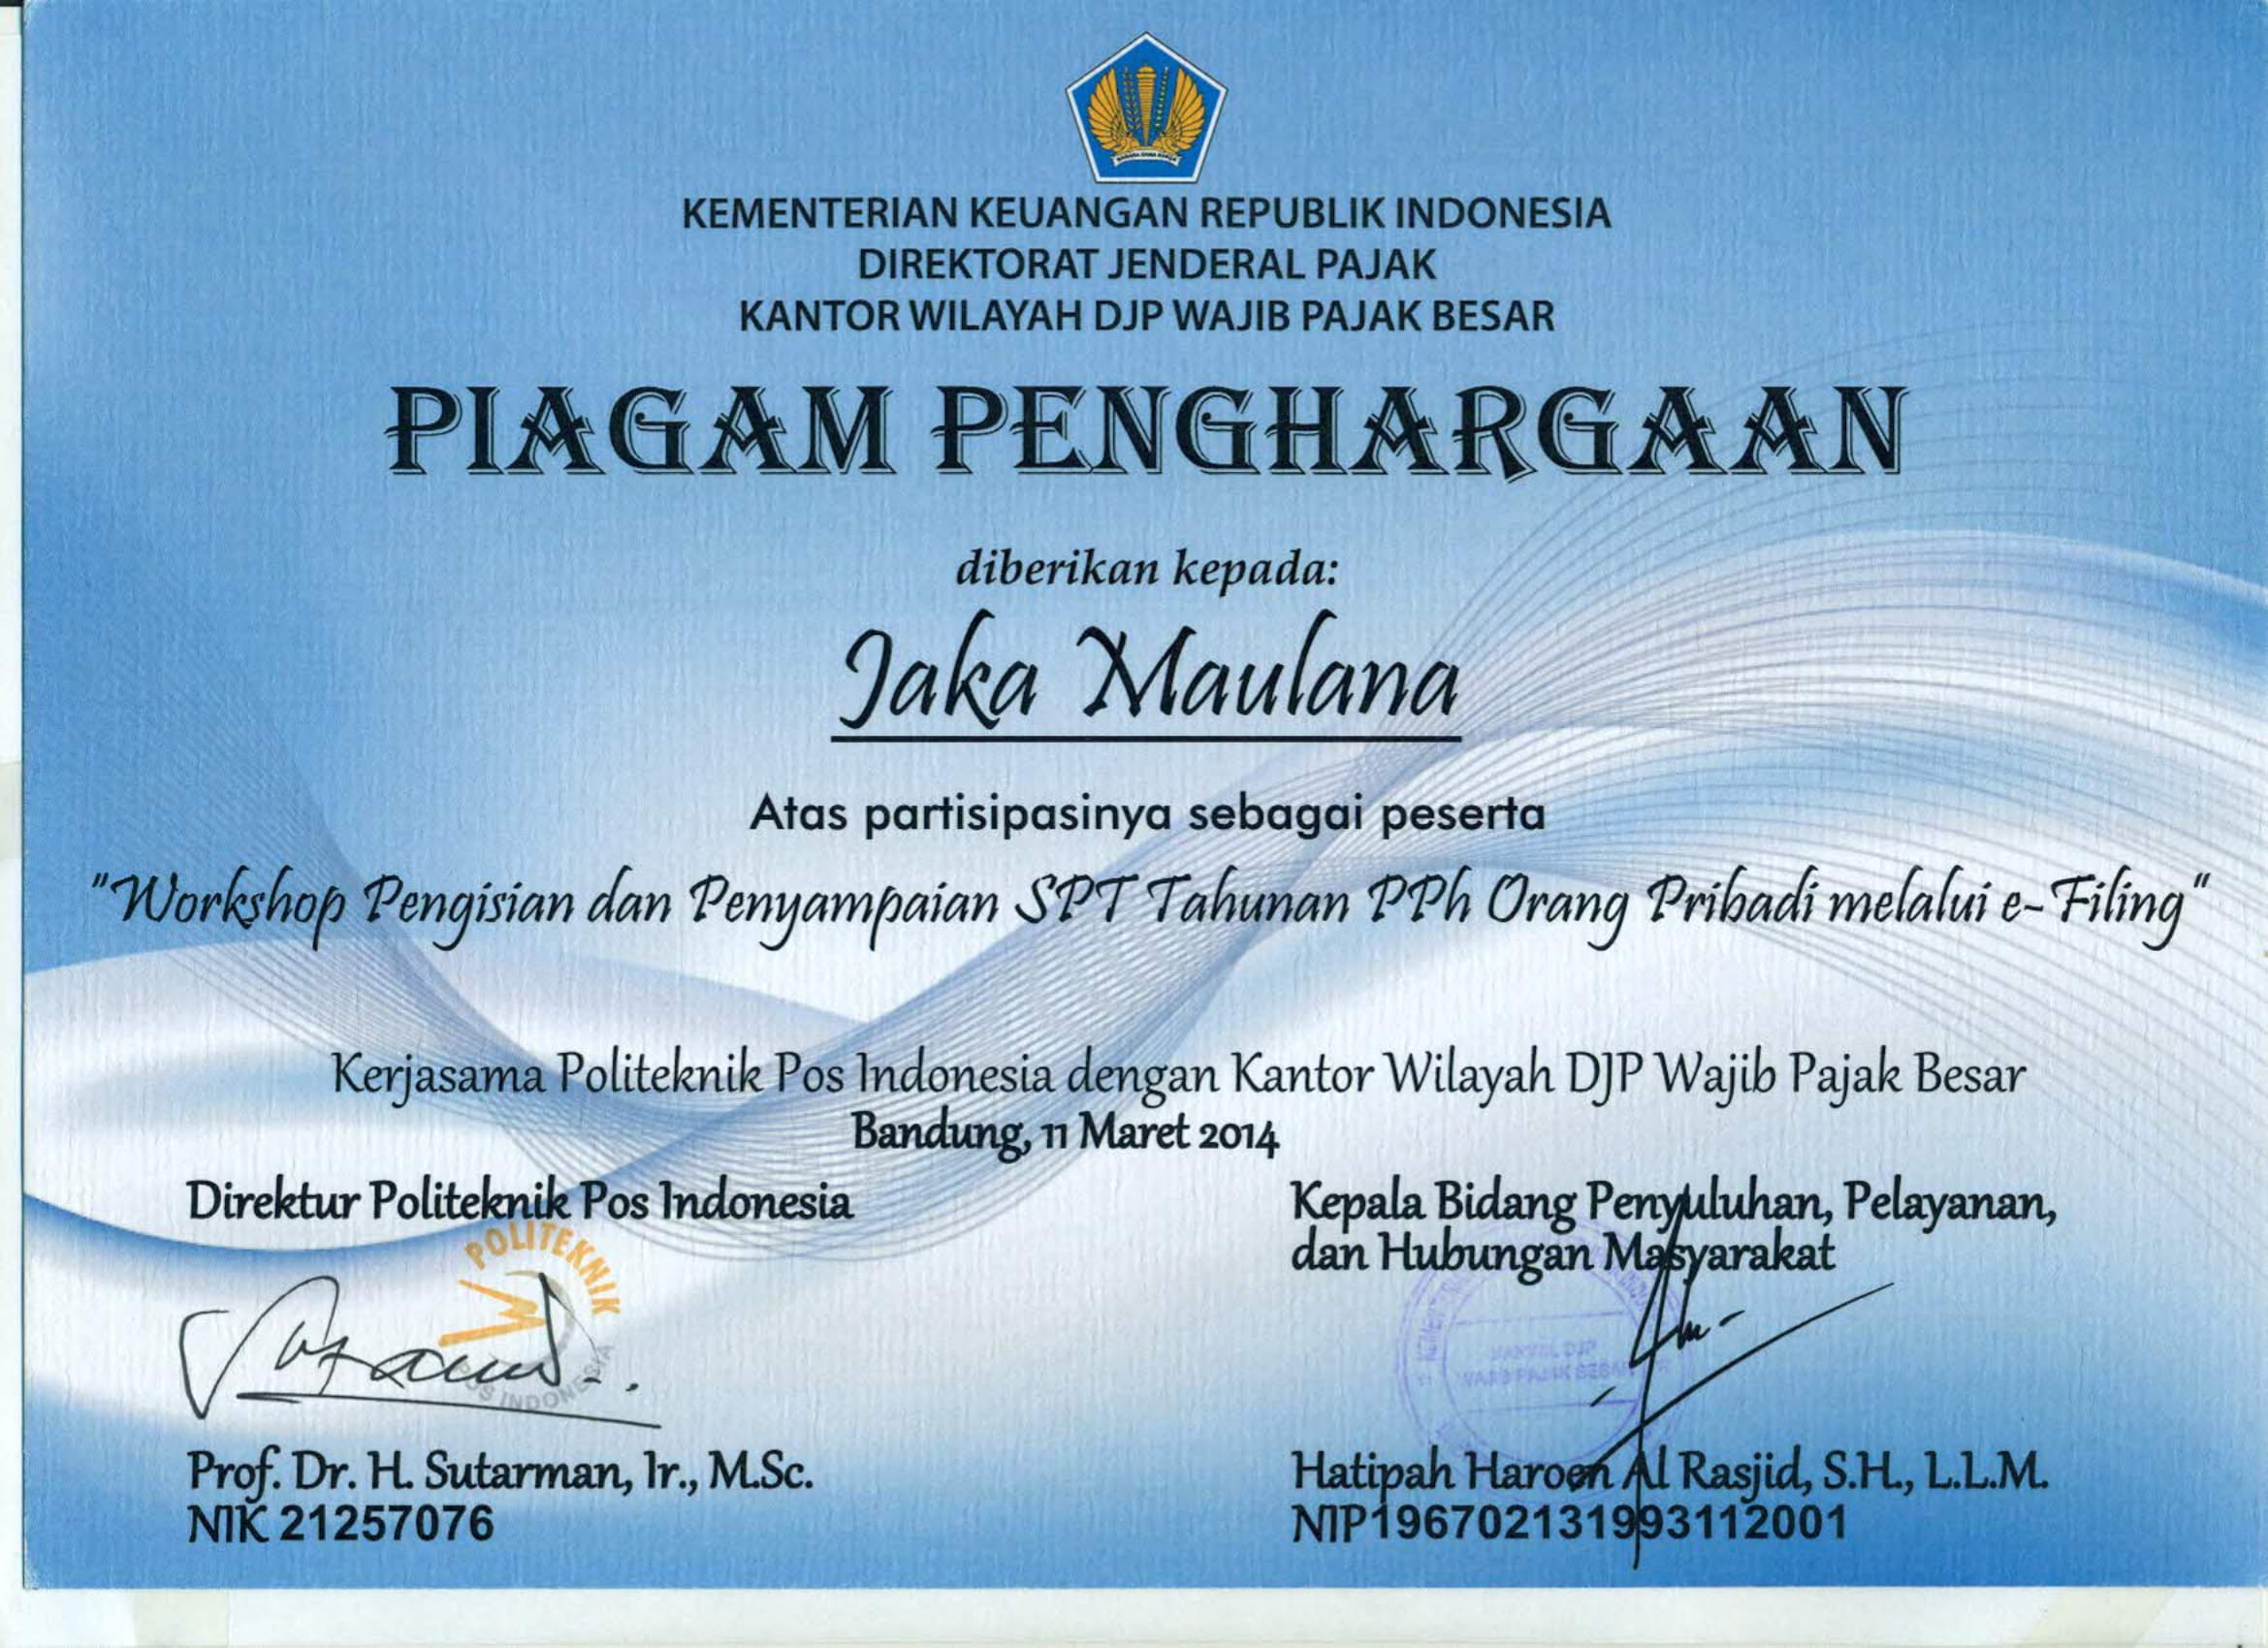 KEMENTERIAN KEUANGAN REPUBLIK INDONESIA
DIREKTORAT JENDERAL PAJAK
KANTOR WILAYAH DJP WAJIB PAJAK BESAR
PIAGAM PENGHARGAAN
diberikan kepada:
Jaka Maulana
Atas partisipasinya sebagai peserta
"Workshop Pengisian dan Penyampaian SPT Tahunan PPh Orang Pribadi melalui e-Filing"
Kerjasama Politeknik Pos Indonesia dengan Kantor Wilayah DJP Wajib Pajak Besar
Bandung, 11 Maret 2014
Direktur Politeknik Pos Indonesia
POLITEKNIK
POS INDONESIA
Prof. Dr. H. Sutarman, Ir., M.Sc.
NIK 21257076
Kepala Bidang Penyuluhan, Pelayanan,
dan Hubungan Masyarakat
KANWIL DJP
WAJIB PAJAK BESAR
Hatipah Haroen Al Rasjid, S.H., L.L.M.
NIP196702131993112001